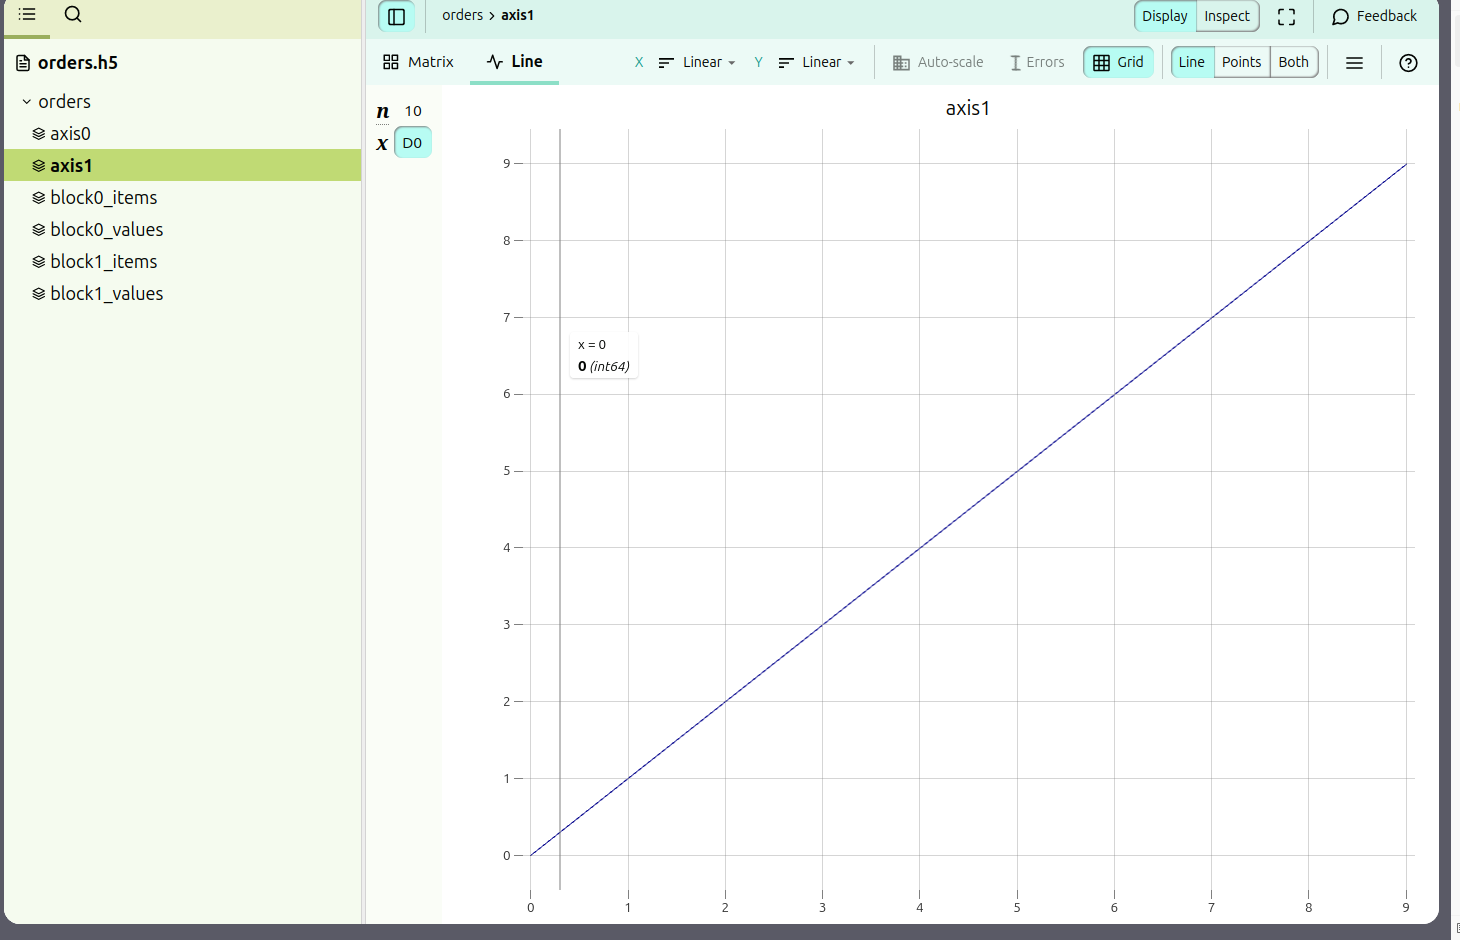 orders > axis1
Display Inspect Feedback
orders.h5
Matrix Line X Linear Y Linear Auto-scale Errors Grid Line Points Both
orders
axis0
axis1
block0_items
block0_values
block1_items
block1_values
n 10
x D0
axis1
9
8
7
x = 0
0 (int64)
6
5
4
3
2
1
0
0 1 2 3 4 5 6 7 8 9